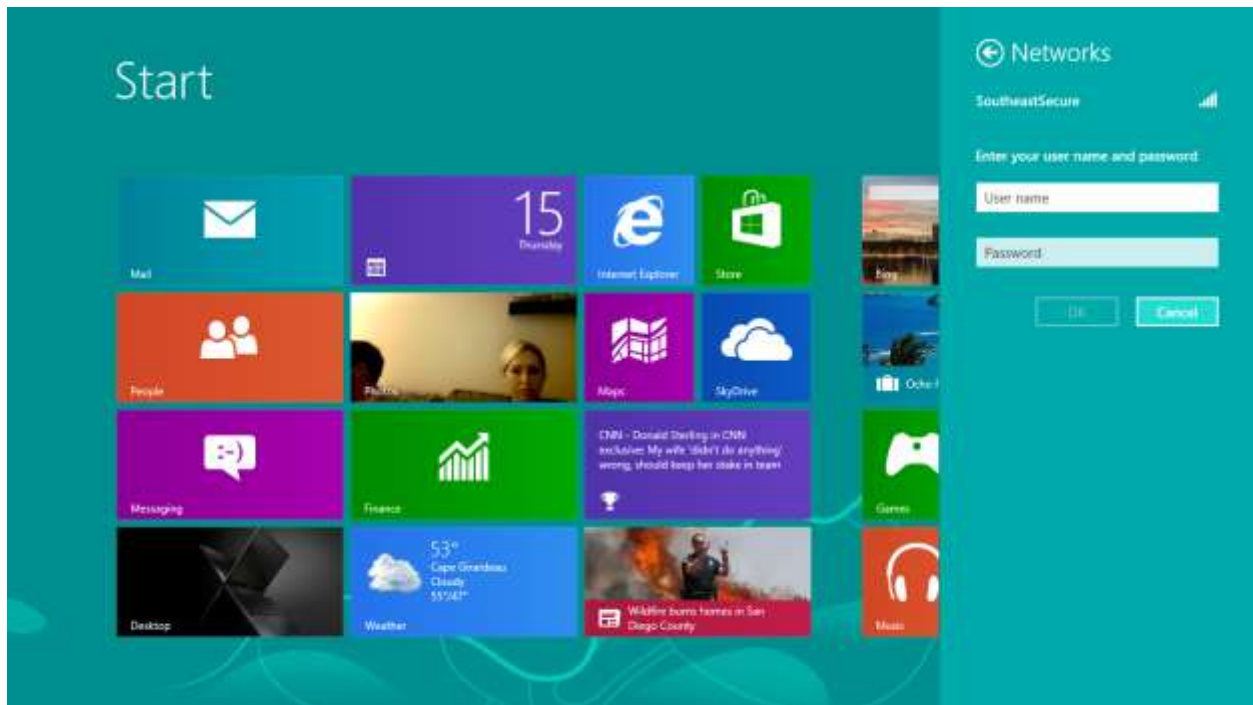 Start
Networks
SoutheastSecure
Enter your user name and password
User name
Password
OK
Cancel
Mail
15
Thursday
Internet Explorer
Store
Bing
People
Photos
Maps
SkyDrive
Messaging
Finance
CNN - Donald Sterling in CNN
exclusive: My wife 'didn't do anything'
wrong, should keep her stake in team
Games
Desktop
53°
Cape Girardeau
Cloudy
55°/41°
Weather
Wildfire burns homes in San
Diego County
Music